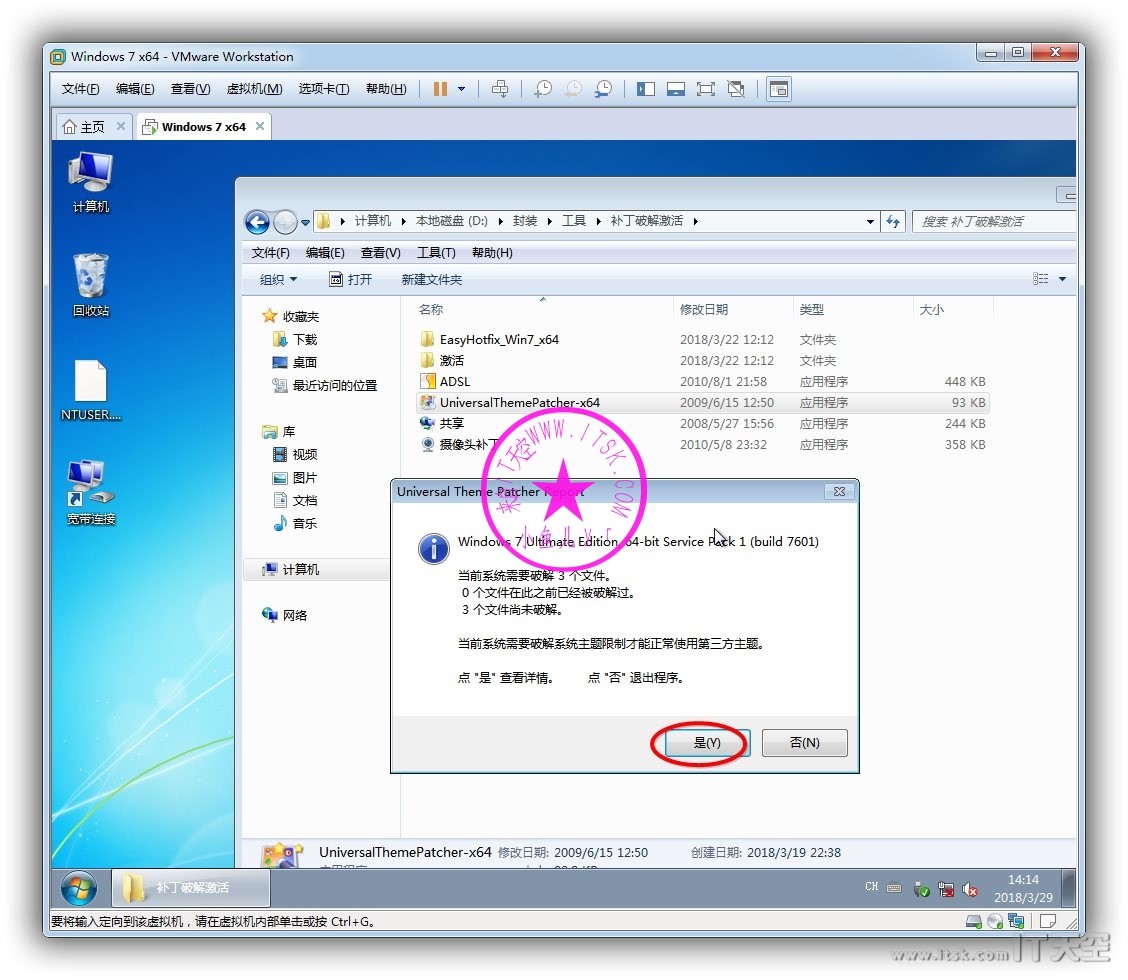 Windows 7 x64 - VMware Workstation
文件(F) 编辑(E) 查看(V) 虚拟机(M) 选项卡(T) 帮助(H)
主页 Windows 7 x64
计算机
回收站
NTUSER....
宽带连接
计算机 本地磁盘 (D:) 封装 工具 补丁破解激活 搜索 补丁破解激活
文件(F) 编辑(E) 查看(V) 工具(T) 帮助(H)
组织 打开 新建文件夹
收藏夹
下载
桌面
最近访问的位置
库
视频
图片
文档
音乐
计算机
网络
名称 修改日期 类型 大小
EasyHotfix_Win7_x64 2018/3/22 12:12 文件夹
激活 2018/3/22 12:12 文件夹
ADSL 2010/8/1 21:58 应用程序 448 KB
UniversalThemePatcher-x64 2009/6/15 12:50 应用程序 93 KB
共享 2008/5/27 15:56 应用程序 244 KB
摄像头补丁 2010/5/8 23:32 应用程序 358 KB
来自IT天空WWW.ITSK.COM
小鱼儿y.r
Universal Theme Patcher Report
Windows 7 Ultimate Edition, 64-bit Service Pack 1 (build 7601)
当前系统需要破解 3 个文件。
0 个文件在此之前已经被破解过。
3 个文件尚未破解。
当前系统需要破解系统主题限制才能正常使用第三方主题。
点 "是" 查看详情。 点 "否" 退出程序。
是(Y) 否(N)
UniversalThemePatcher-x64 修改日期: 2009/6/15 12:50 创建日期: 2018/3/19 22:38
补丁破解激活
CH
14:14
2018/3/29
要将输入定向到该虚拟机，请在虚拟机内部单击或按 Ctrl+G。
www.itsk.com IT天空